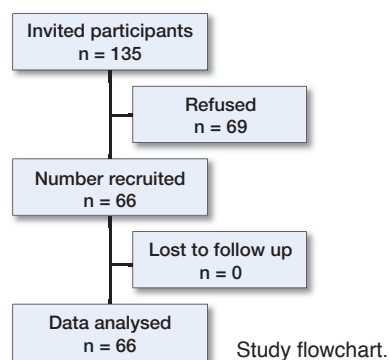 Invited participants
n = 135
Refused
n = 69
Number recruited
n = 66
Lost to follow up
n = 0
Data analysed
n = 66
Study flowchart.